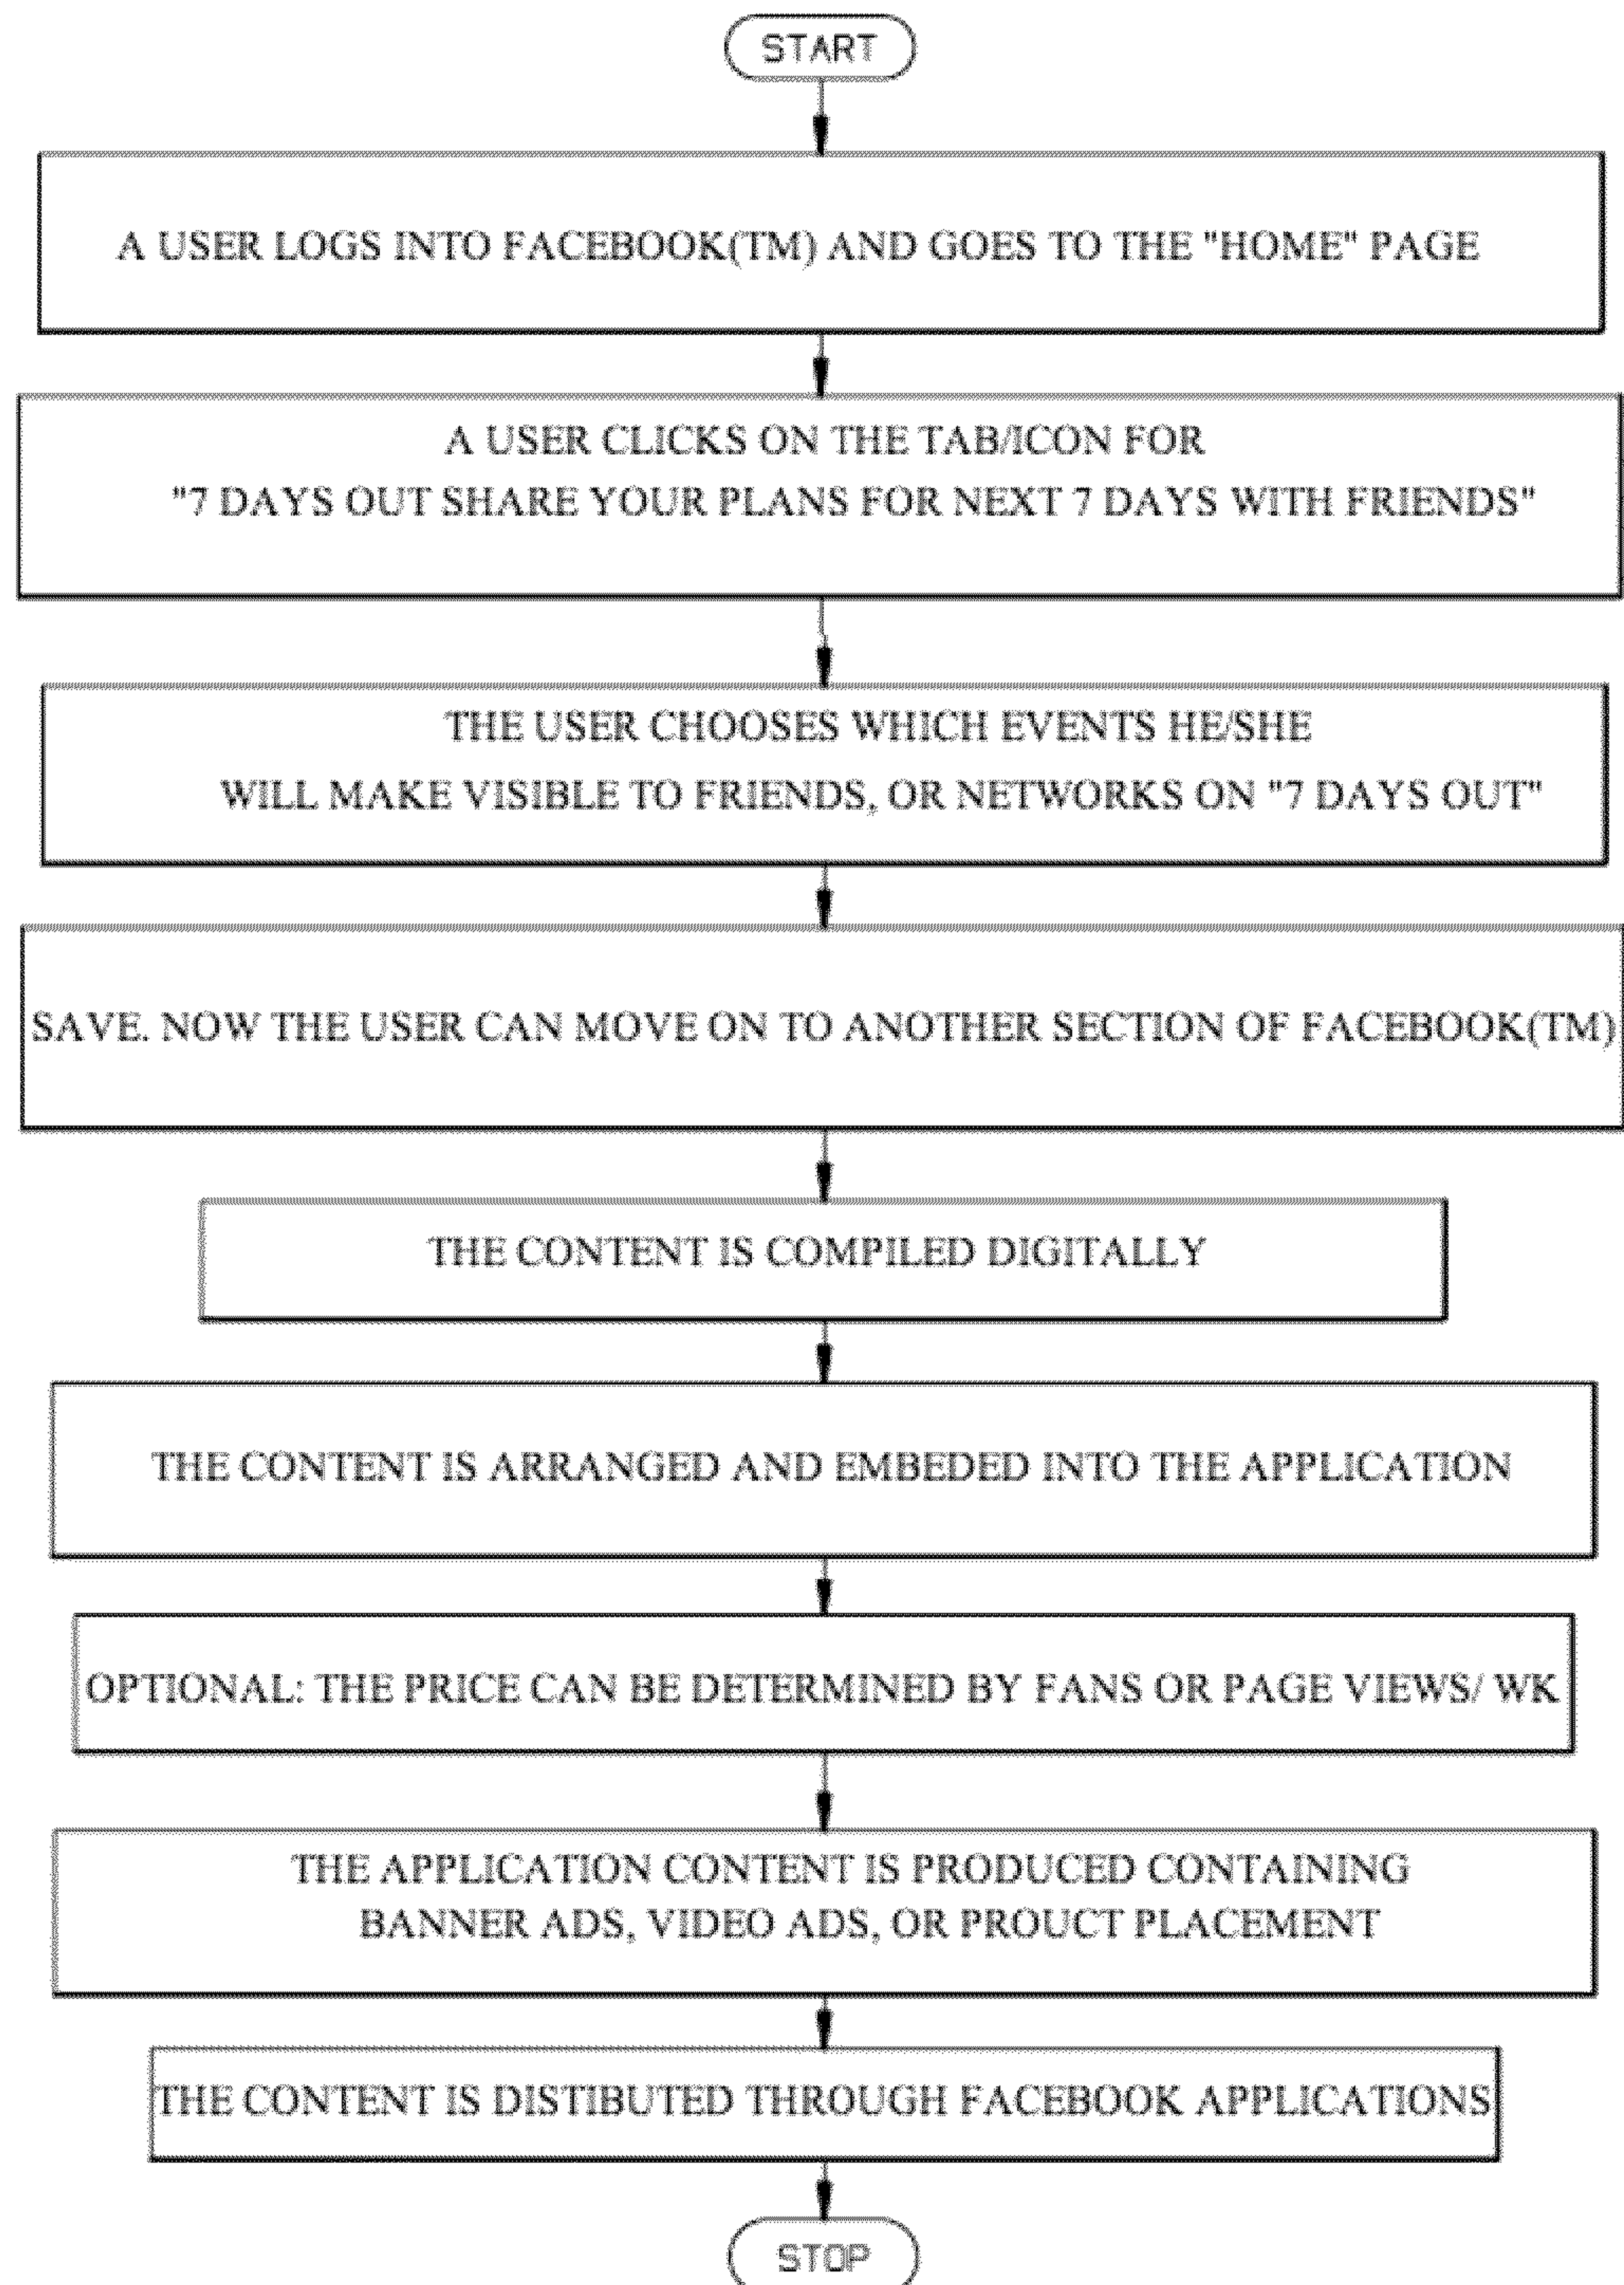 START
A USER LOGS INTO FACEBOOK(TM) AND GOES TO THE "HOME" PAGE
A USER CLICKS ON THE TAB/ICON FOR
"7 DAYS OUT SHARE YOUR PLANS FOR NEXT 7 DAYS WITH FRIENDS"
THE USER CHOOSES WHICH EVENTS HE/SHE
WILL MAKE VISIBLE TO FRIENDS, OR NETWORKS ON "7 DAYS OUT"
SAVE. NOW THE USER CAN MOVE ON TO ANOTHER SECTION OF FACEBOOK(TM)
THE CONTENT IS COMPILED DIGITALLY
THE CONTENT IS ARRANGED AND EMBEDED INTO THE APPLICATION
OPTIONAL: THE PRICE CAN BE DETERMINED BY FANS OR PAGE VIEWS/ WK
THE APPLICATION CONTENT IS PRODUCED CONTAINING
BANNER ADS, VIDEO ADS, OR PROUCT PLACEMENT
THE CONTENT IS DISTIBUTED THROUGH FACEBOOK APPLICATIONS
STOP